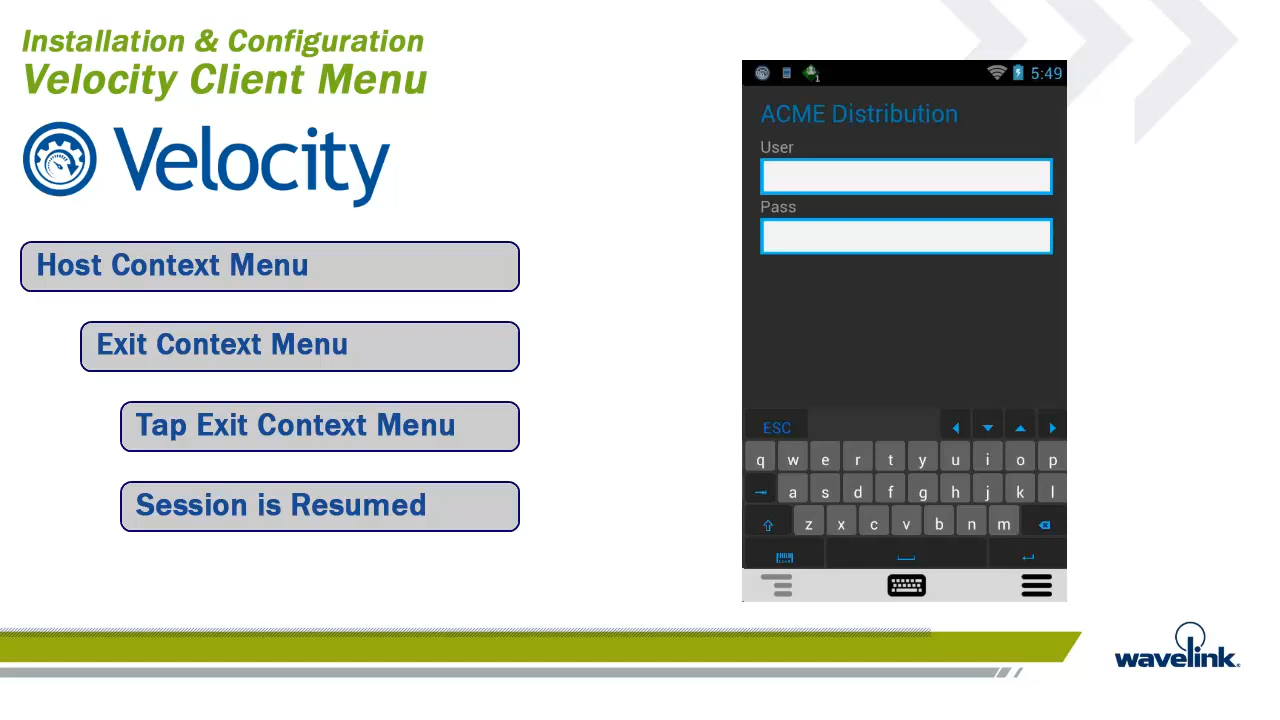 Installation & Configuration
Velocity Client Menu
Velocity
Host Context Menu
Exit Context Menu
Tap Exit Context Menu
Session is Resumed
1
5:49
ACME Distribution
User
Pass
ESC
q w e r t y u i o p
a s d f g h j k l
z x c v b n m
wavelink